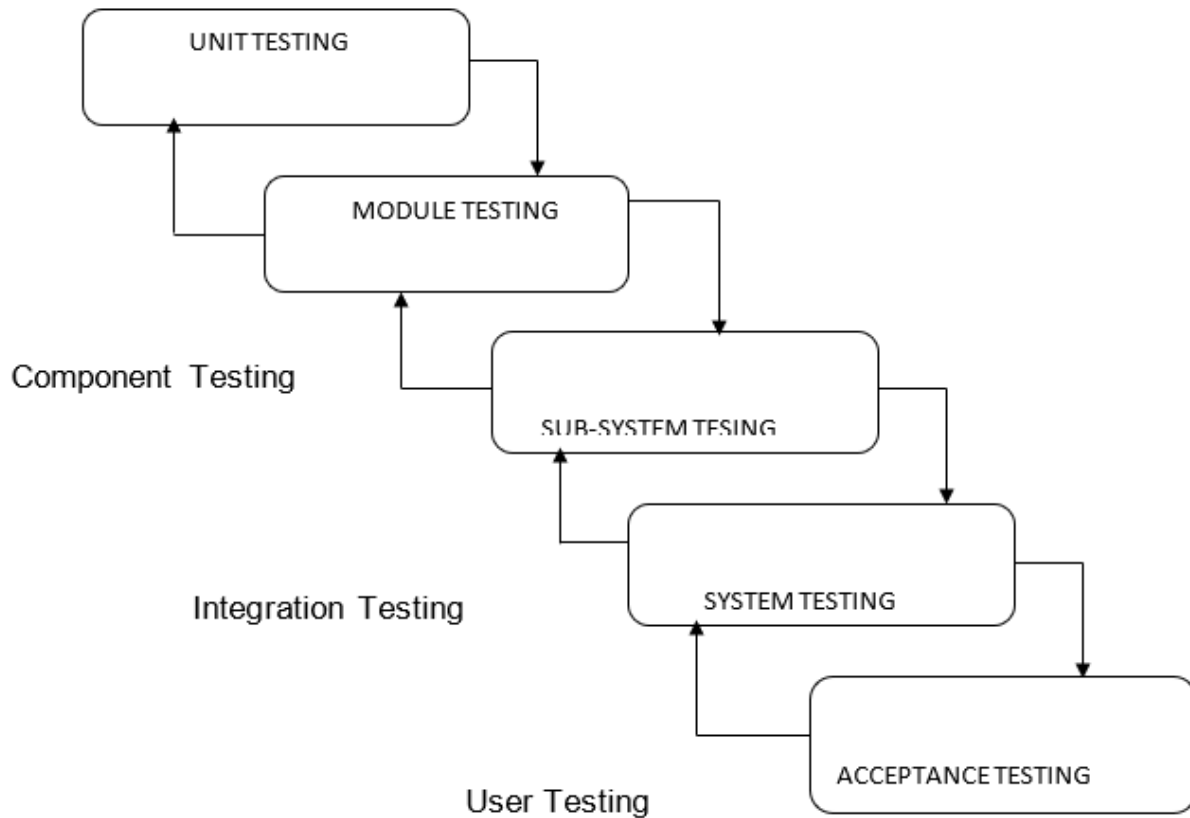 UNIT TESTING
MODULE TESTING
Component Testing
SUB-SYSTEM TESING
Integration Testing
SYSTEM TESTING
ACCEPTANCE TESTING
User Testing